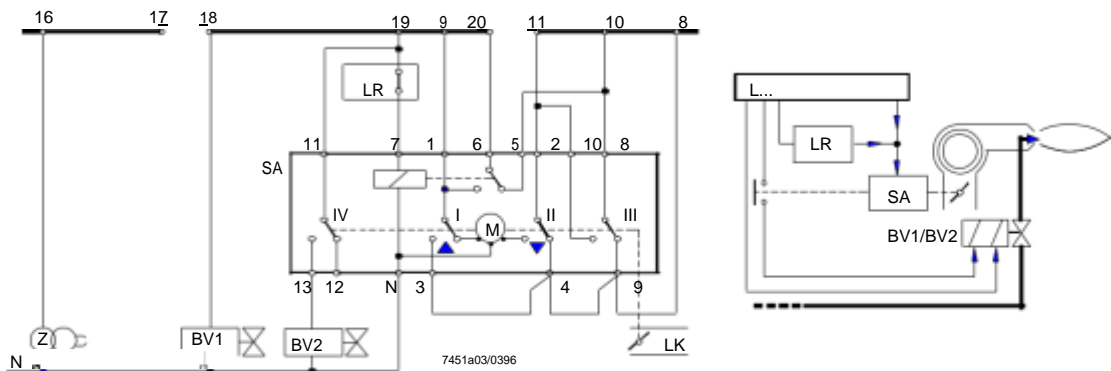 16 17 18 19 9 20 11 10 8
LR
11 7 1 6 5 2 10 8
SA
IV I M II III
13 12 N 3 4 9
Z BV1 BV2 LK
N
7451a03/0396
L...
LR
SA
BV1/BV2